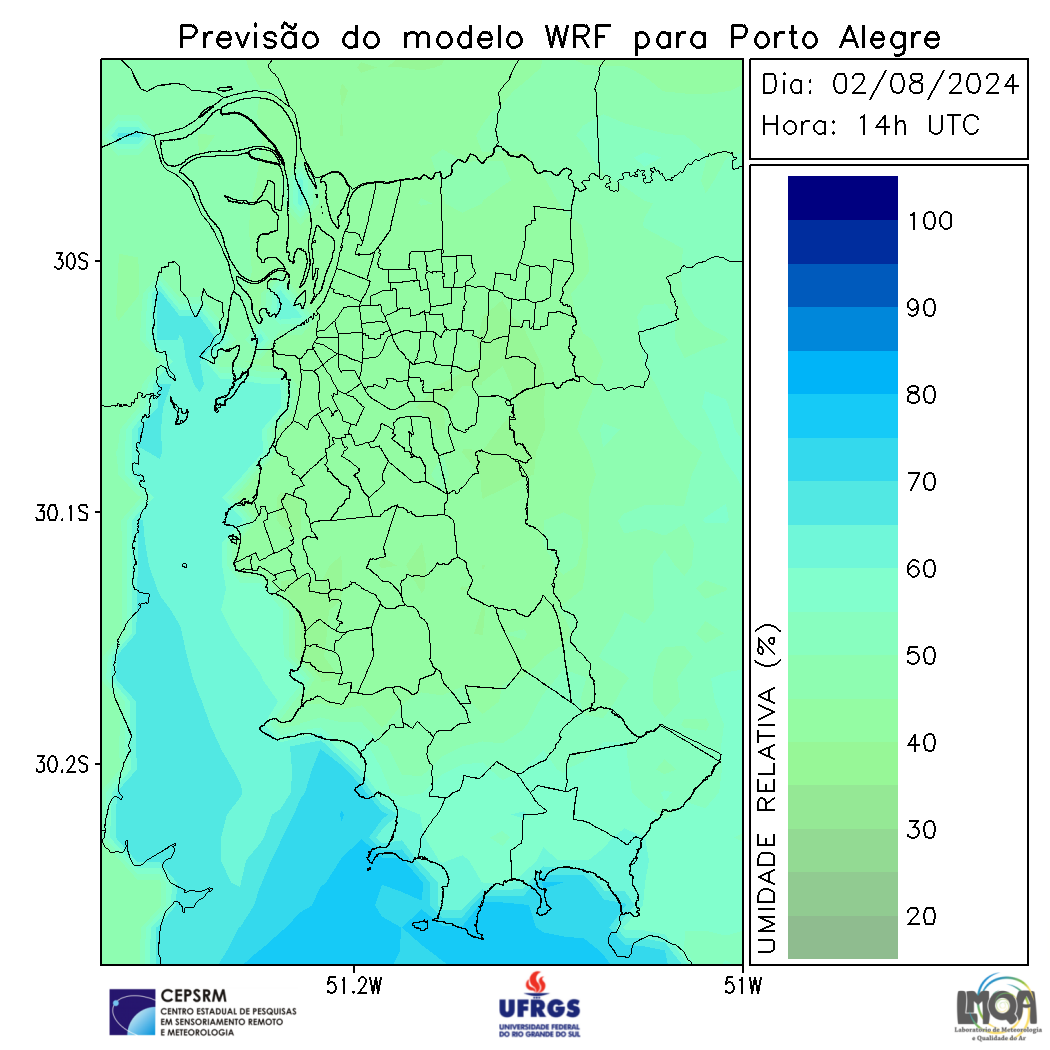 Previsão do modelo WRF para Porto Alegre
Dia: 02/08/2024
Hora: 14h UTC
30S
30.1S
30.2S
51.2W
51W
100
90
80
70
60
50
40
30
20
UMIDADE RELATIVA (%)
CEPSRM
CENTRO ESTADUAL DE PESQUISAS
EM SENSORIAMENTO REMOTO
E METEOROLOGIA
UFRGS
UNIVERSIDADE FEDERAL
DO RIO GRANDE DO SUL
LMQA
Laboratório de Meteorologia
e Qualidade do Ar